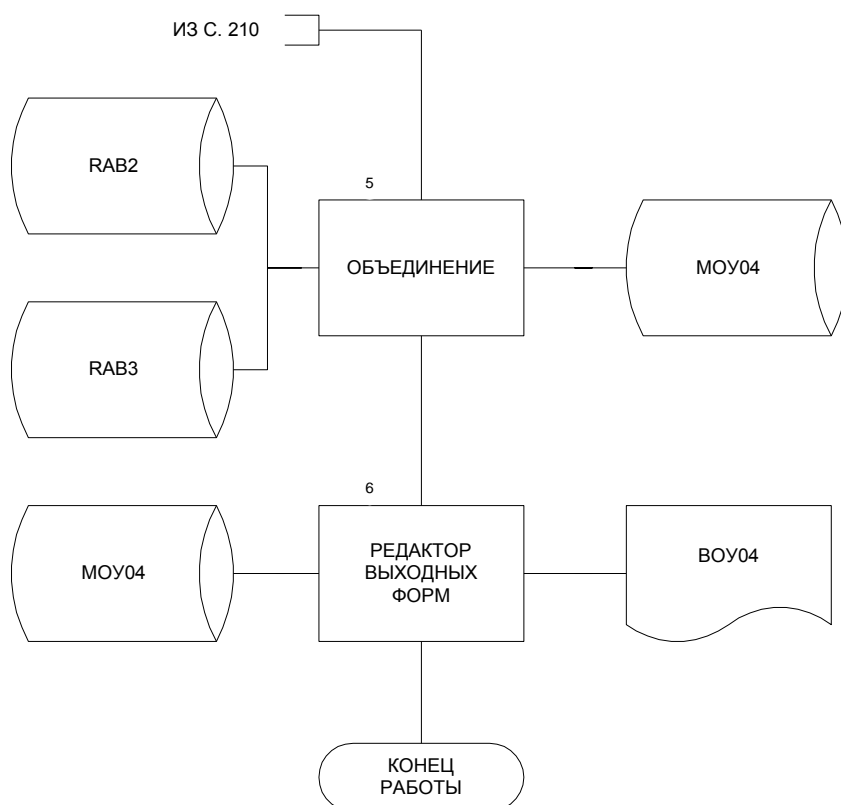 ИЗ С. 210
RAB2
5
ОБЪЕДИНЕНИЕ
МОУ04
RAB3
6
МОУ04
РЕДАКТОР
ВЫХОДНЫХ
ФОРМ
ВОУ04
КОНЕЦ
РАБОТЫ